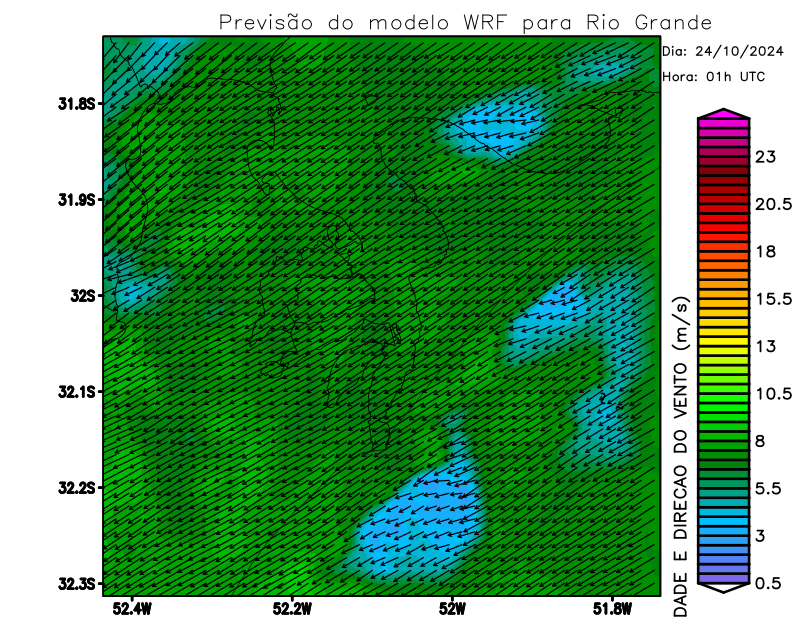 Previsão do modelo WRF para Rio Grande
Dia: 24/10/2024
Hora: 01h UTC
31.8S
31.9S
32S
32.1S
32.2S
32.3S
52.4W
52.2W
52W
51.8W
23
20.5
18
15.5
13
10.5
8
5.5
3
0.5
DADE E DIRECAO DO VENTO (m/s)